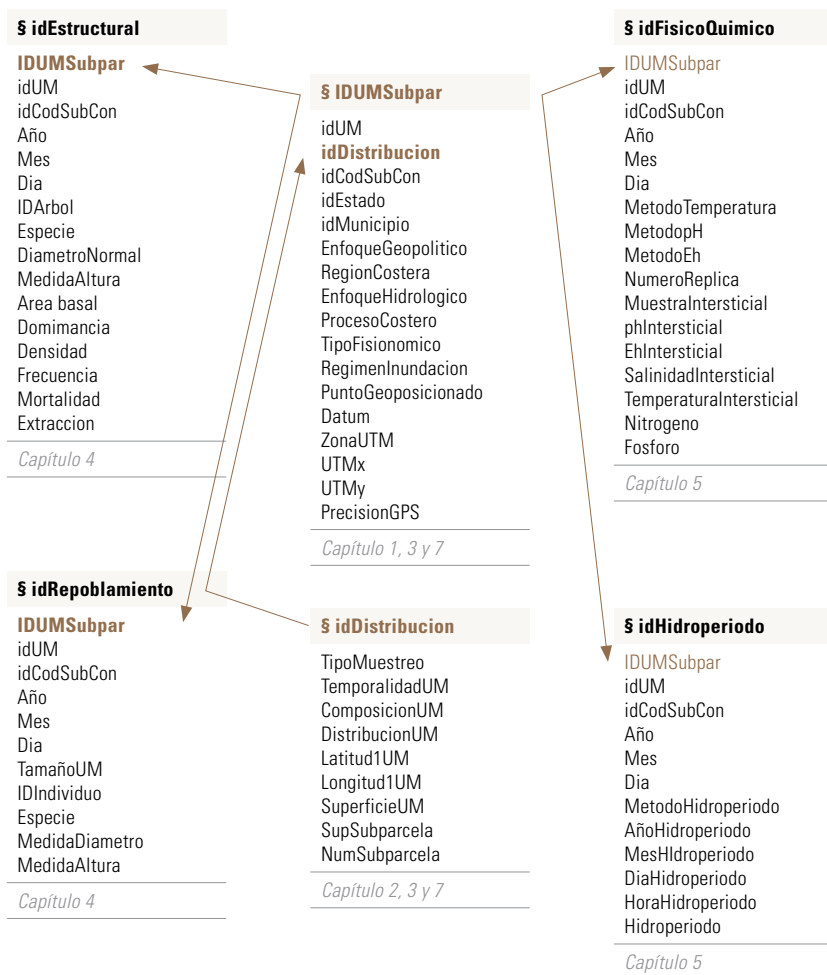 § idEstructural
IDUMSubpar
idUM
idCodSubCon
Año
Mes
Dia
IDArbol
Especie
DiametroNormal
MedidaAltura
Area basal
Domimancia
Densidad
Frecuencia
Mortalidad
Extraccion
Capítulo 4
§ idRepoblamiento
IDUMSubpar
idUM
idCodSubCon
Año
Mes
Dia
TamañoUM
IDIndividuo
Especie
MedidaDiametro
MedidaAltura
Capítulo 4
§ IDUMSubpar
idUM
idDistribucion
idCodSubCon
idEstado
idMunicipio
EnfoqueGeopolitico
RegionCostera
EnfoqueHidrologico
ProcesoCostero
TipoFisionomico
RegimenInundacion
PuntoGeoposicionado
Datum
ZonaUTM
UTMx
UTMy
PrecisionGPS
Capítulo 1, 3 y 7
§ idDistribucion
TipoMuestreo
TemporalidadUM
ComposicionUM
DistribucionUM
Latitud1UM
Longitud1UM
SuperficieUM
SupSubparcela
NumSubparcela
Capítulo 2, 3 y 7
§ idFisicoQuimico
IDUMSubpar
idUM
idCodSubCon
Año
Mes
Dia
MetodoTemperatura
MetodopH
MetodoEh
NumeroReplica
MuestraIntersticial
phIntersticial
EhIntersticial
SalinidadIntersticial
TemperaturaIntersticial
Nitrogeno
Fosforo
Capítulo 5
§ idHidroperiodo
IDUMSubpar
idUM
idCodSubCon
Año
Mes
Dia
MetodoHidroperiodo
AñoHidroperiodo
MesHIdroperiodo
DiaHidroperiodo
HoraHidroperiodo
Hidroperiodo
Capítulo 5